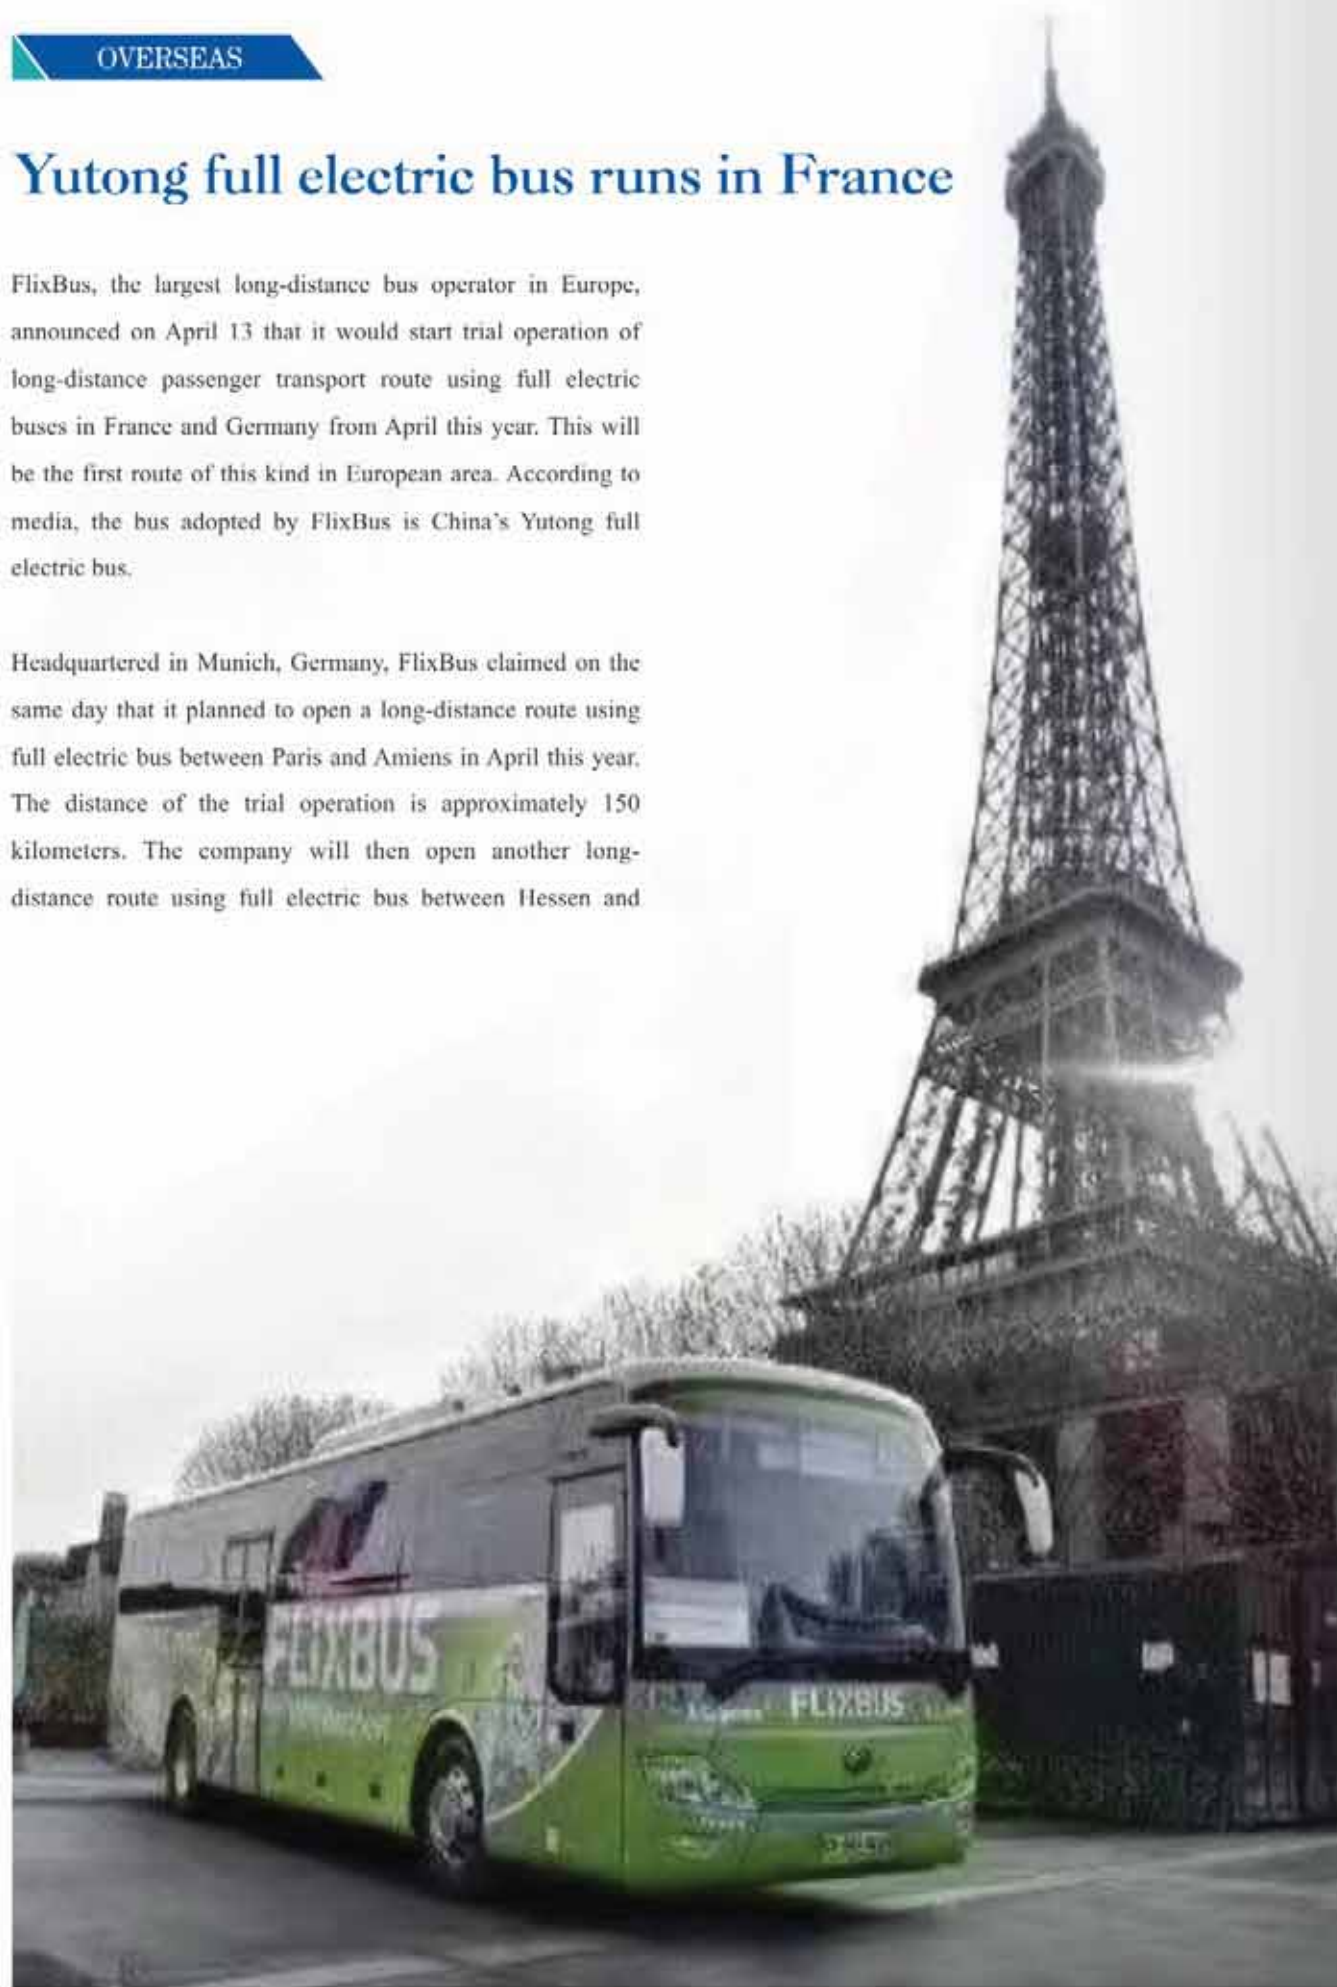 OVERSEAS
Yutong full electric bus runs in France
FlixBus, the largest long-distance bus operator in Europe,
announced on April 13 that it would start trial operation of
long-distance passenger transport route using full electric
buses in France and Germany from April this year. This will
be the first route of this kind in European area. According to
media, the bus adopted by FlixBus is China's Yutong full
electric bus.
Headquartered in Munich, Germany, FlixBus claimed on the
same day that it planned to open a long-distance route using
full electric bus between Paris and Amiens in April this year.
The distance of the trial operation is approximately 150
kilometers. The company will then open another long-
distance route using full electric bus between Hessen and
FLIXBUS
FLIXBUS